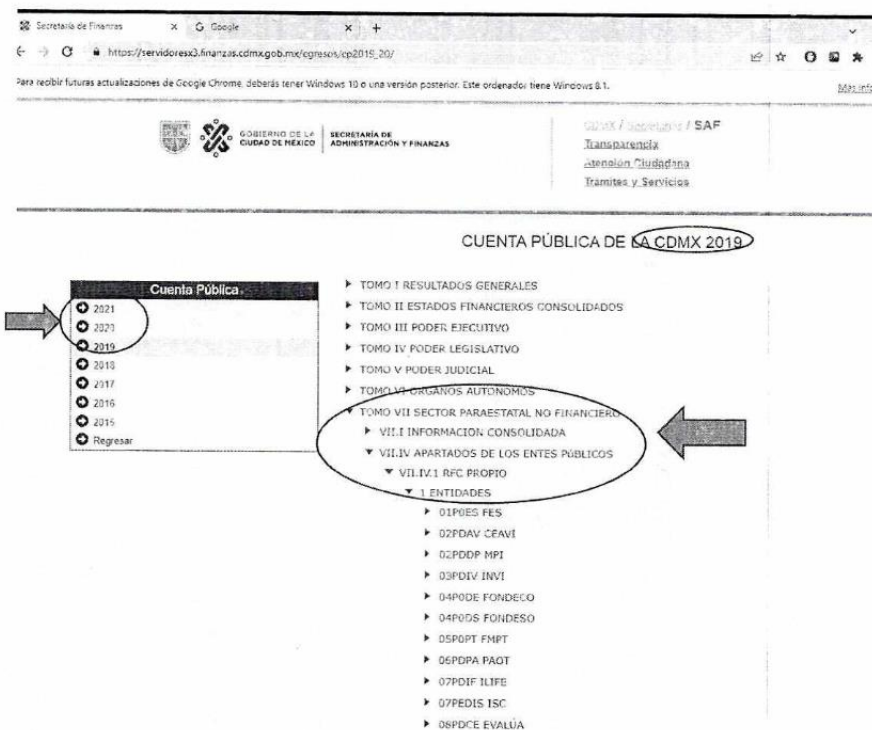 Secretaría de Finanzas
Google
https://servidoresx3.finanzas.cdmx.gob.mx/egresos/cp2019_20/
Para recibir futuras actualizaciones de Google Chrome, deberás tener Windows 10 o una versión posterior. Este ordenador tiene Windows 8.1.
Más info
GOBIERNO DE LA
CIUDAD DE MÉXICO
SECRETARÍA DE
ADMINISTRACIÓN Y FINANZAS
CDMX / Secretaría / SAF
Transparencia
Atención Ciudadana
Trámites y Servicios
CUENTA PÚBLICA DE LA CDMX 2019
Cuenta Pública
2021
2020
2019
2018
2017
2016
2015
Regresar
TOMO I RESULTADOS GENERALES
TOMO II ESTADOS FINANCIEROS CONSOLIDADOS
TOMO III PODER EJECUTIVO
TOMO IV PODER LEGISLATIVO
TOMO V PODER JUDICIAL
TOMO VI ORGANOS AUTONOMOS
TOMO VII SECTOR PARAESTATAL NO FINANCIERO
VII.I INFORMACION CONSOLIDADA
VII.IV APARTADOS DE LOS ENTES PÚBLICOS
VII.IV.1 RFC PROPIO
1 ENTIDADES
01P0ES FES
02PDAV CEAVI
02PDDP MPI
03PDIV INVI
04P0DE FONDECO
04P0DS FONDESO
05P0PT FMPT
06PDPA PAOT
07PDIF ILIFE
07PEDIS ISC
08PDCE EVALÚA